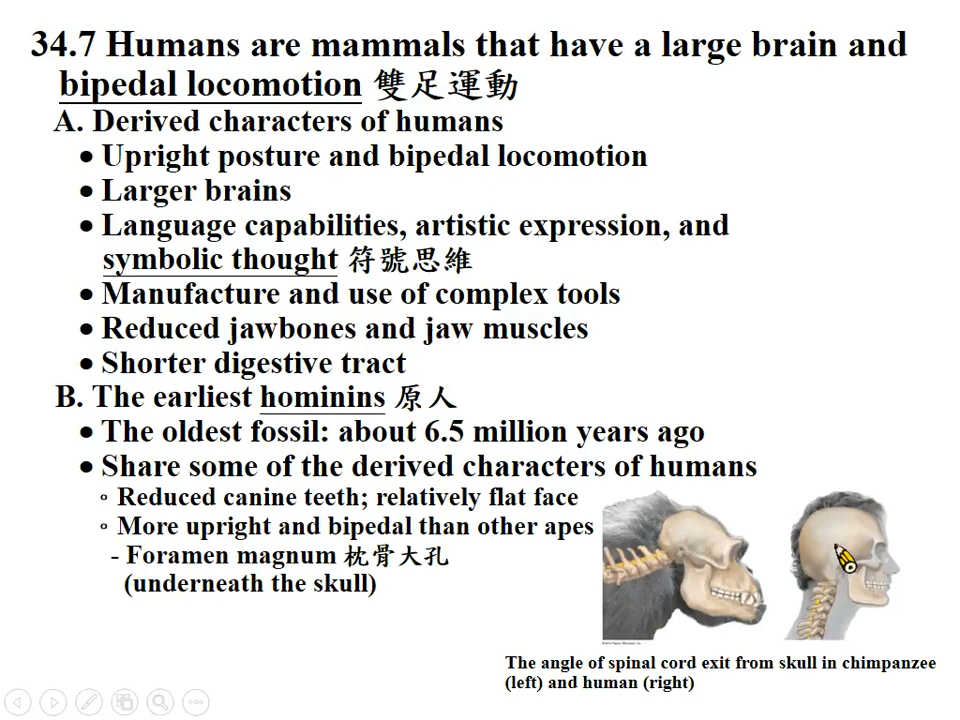 34.7 Humans are mammals that have a large brain and
bipedal locomotion 雙足運動
A. Derived characters of humans
• Upright posture and bipedal locomotion
• Larger brains
• Language capabilities, artistic expression, and
symbolic thought 符號思維
• Manufacture and use of complex tools
• Reduced jawbones and jaw muscles
• Shorter digestive tract
B. The earliest hominins 原人
• The oldest fossil: about 6.5 million years ago
• Share some of the derived characters of humans
◦ Reduced canine teeth; relatively flat face
◦ More upright and bipedal than other apes
- Foramen magnum 枕骨大孔
(underneath the skull)
The angle of spinal cord exit from skull in chimpanzee
(left) and human (right)